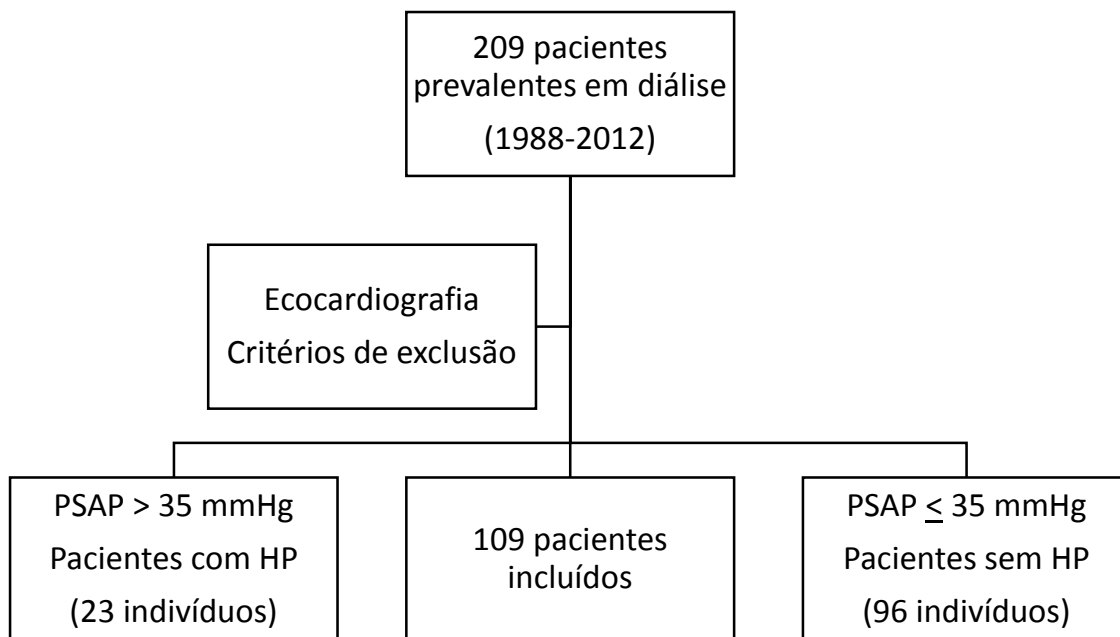 209 pacientes
prevalentes em diálise
(1988-2012)
Ecocardiografia
Critérios de exclusão
PSAP > 35 mmHg
Pacientes com HP
(23 indivíduos)
109 pacientes
incluídos
PSAP < 35 mmHg
Pacientes sem HP
(96 indivíduos)